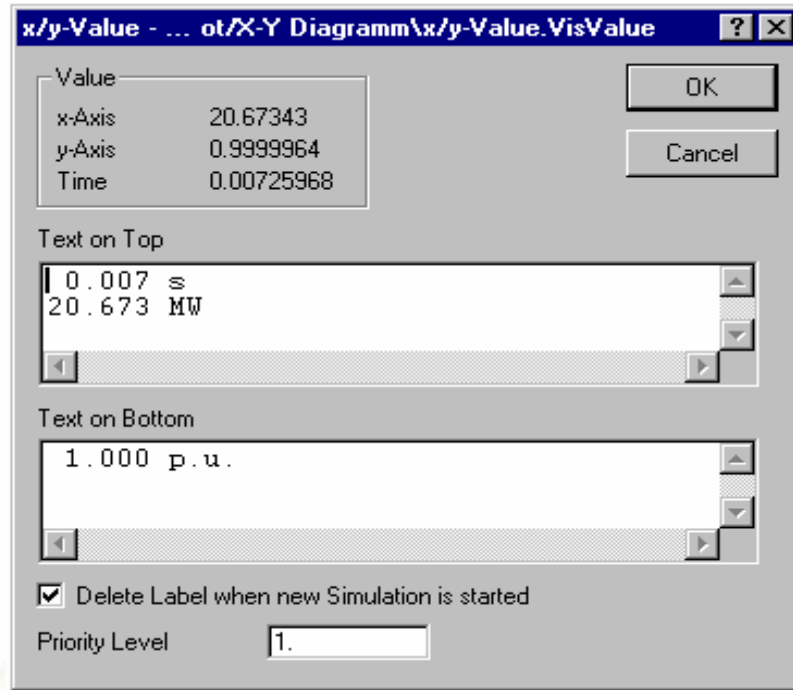 x/y-Value - ... ot/X-Y Diagramm\x/y-Value.VisValue
Value
x-Axis 20.67343
y-Axis 0.9999964
Time 0.00725968
OK
Cancel
Text on Top
0.007 s
20.673 MW
Text on Bottom
1.000 p.u.
Delete Label when new Simulation is started
Priority Level 1.